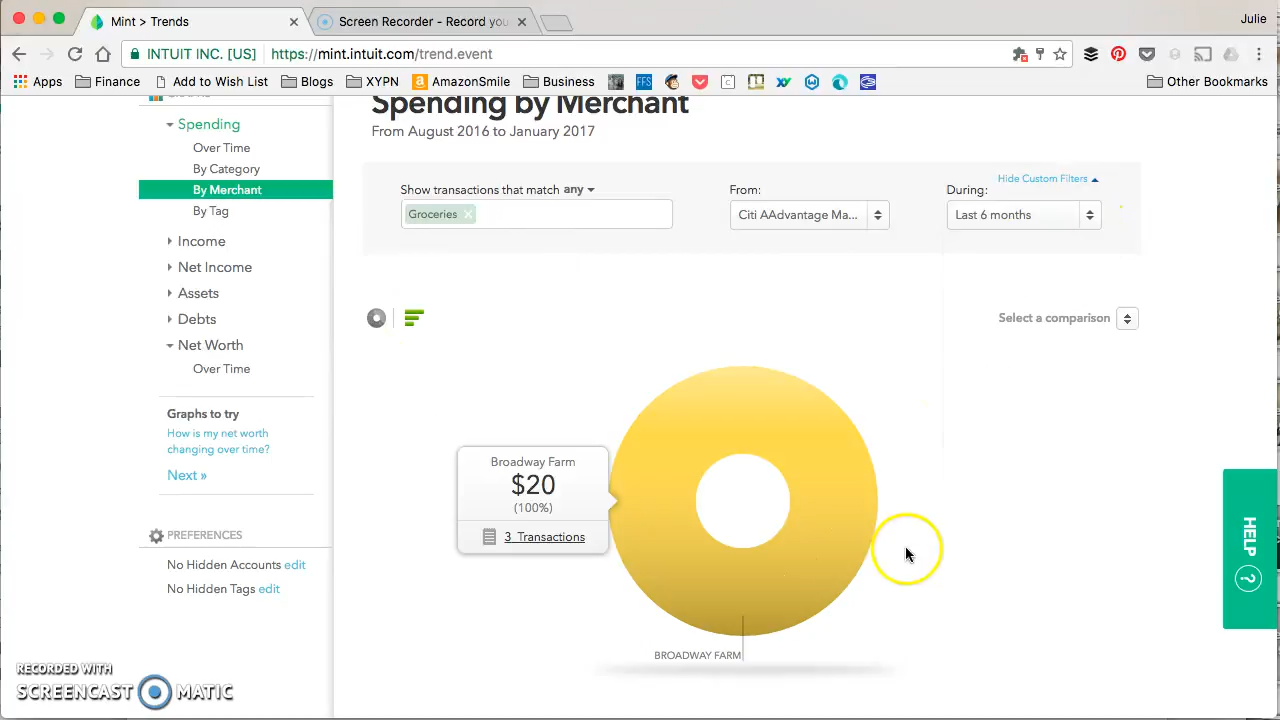 Mint > Trends
Screen Recorder - Record you
Julie
INTUIT INC. [US]
https://mint.intuit.com/trend.event
Apps
Finance
Add to Wish List
Blogs
XYPN
AmazonSmile
FFS
Business
C
XY
Other Bookmarks
Spending
Over Time
By Category
By Merchant
By Tag
Income
Net Income
Assets
Debts
Net Worth
Over Time
Graphs to try
How is my net worth
changing over time?
Next »
PREFERENCES
No Hidden Accounts edit
No Hidden Tags edit
Spending by Merchant
From August 2016 to January 2017
Hide Custom Filters
Show transactions that match any
From:
During:
Groceries ×
Citi AAdvantage Ma...
Last 6 months
Select a comparison
Broadway Farm
$20
(100%)
3 Transactions
BROADWAY FARM
HELP ?
RECORDED WITH
SCREENCAST MATIC